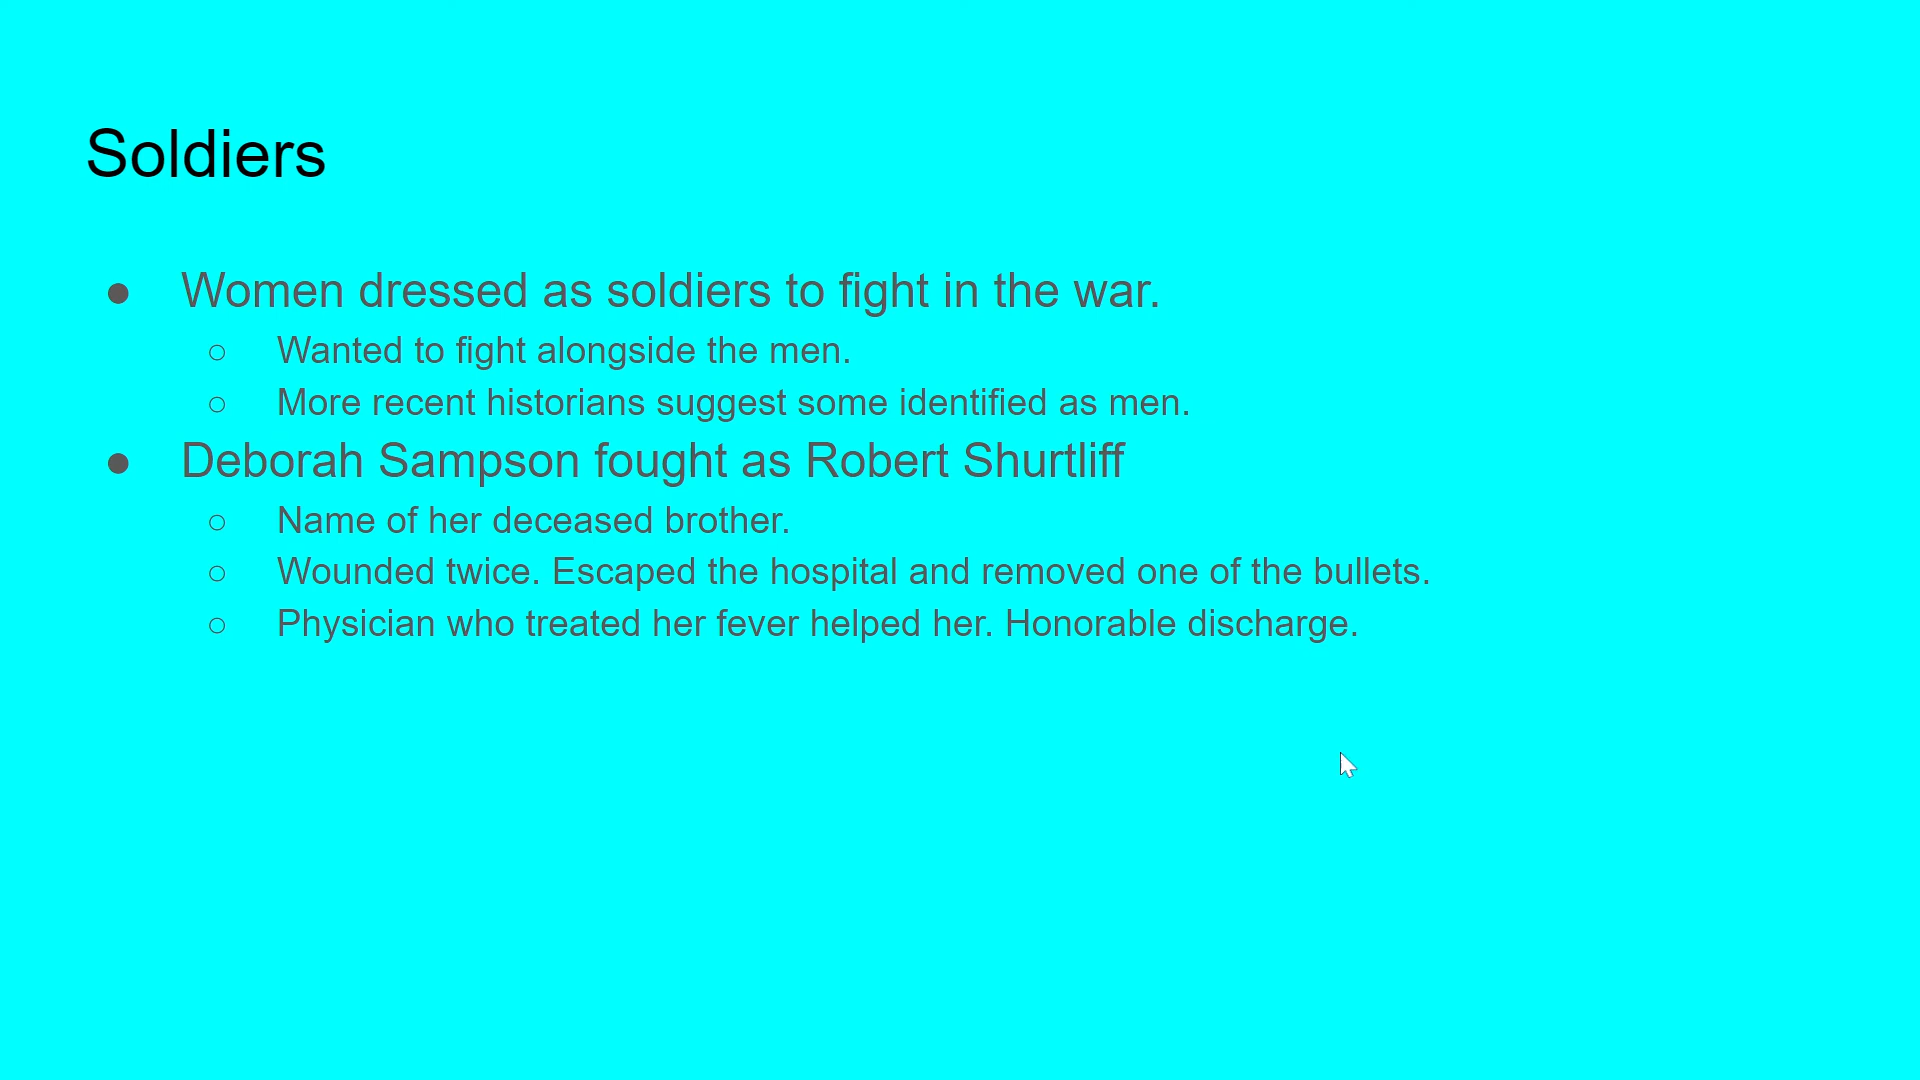 Soldiers
● Women dressed as soldiers to fight in the war.
○ Wanted to fight alongside the men.
○ More recent historians suggest some identified as men.
● Deborah Sampson fought as Robert Shurtliff
○ Name of her deceased brother.
○ Wounded twice. Escaped the hospital and removed one of the bullets.
○ Physician who treated her fever helped her. Honorable discharge.